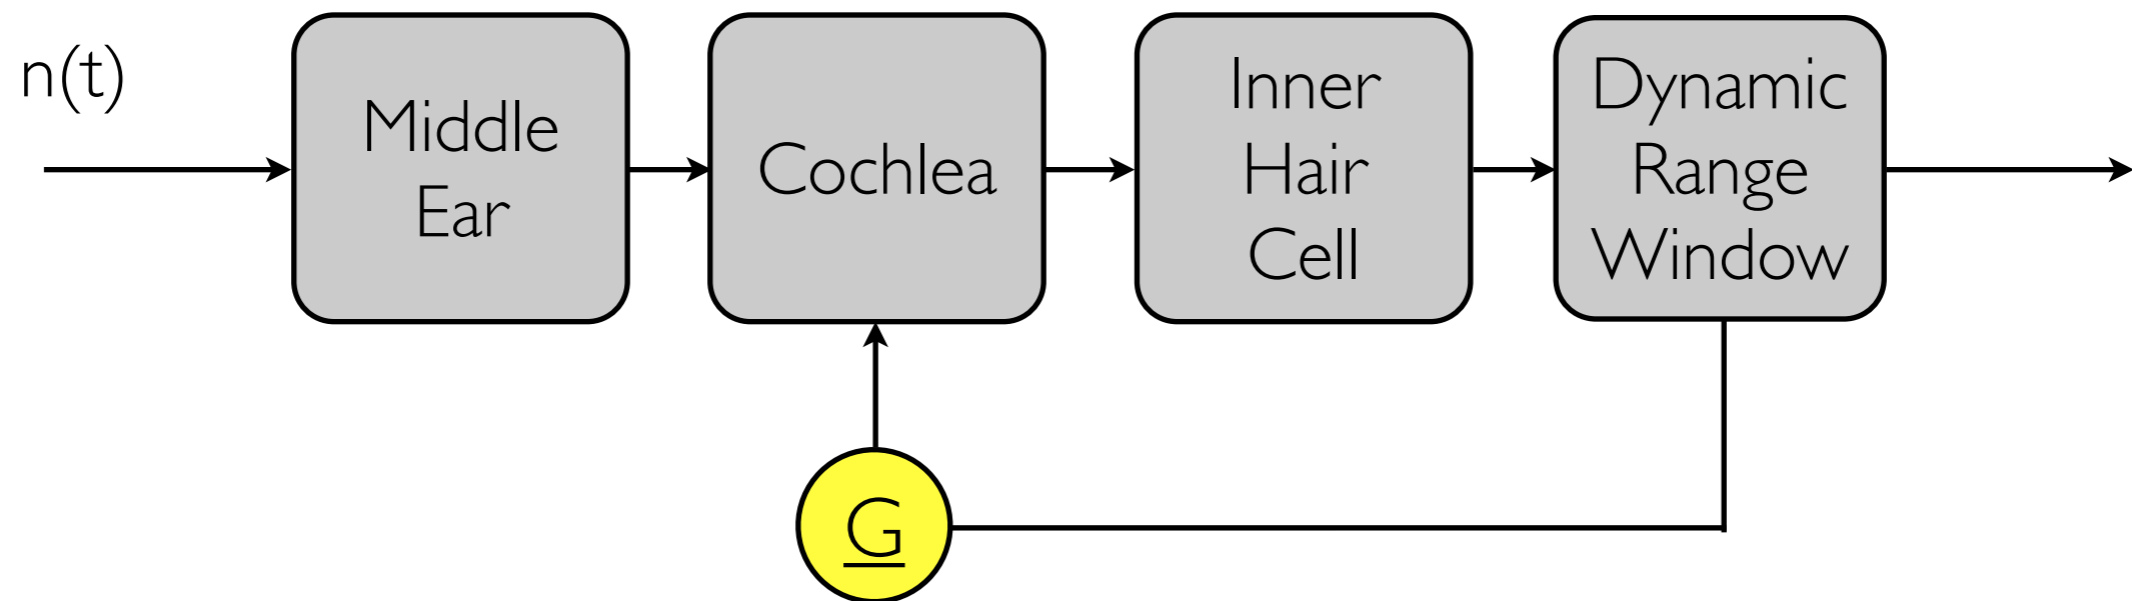 n(t)
Middle
Ear
Cochlea
Inner
Hair
Cell
Dynamic
Range
Window
G